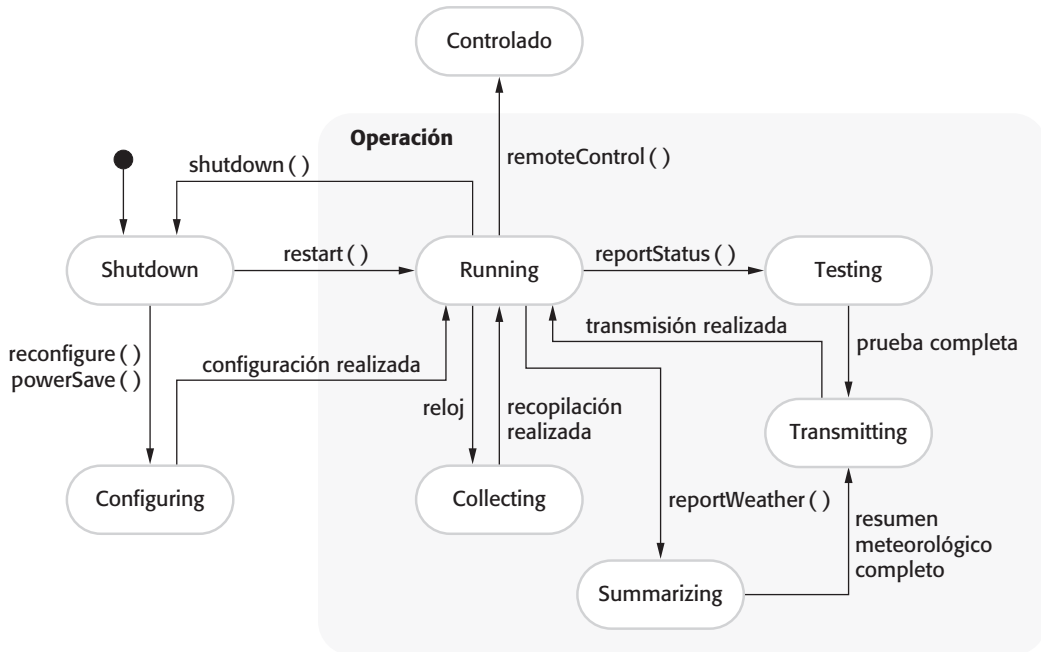 Controlado
Operación
remoteControl ( )
shutdown ( )
Shutdown
restart ( )
Running
reportStatus ( )
Testing
transmisión realizada
prueba completa
reconfigure ( )
powerSave ( )
configuración realizada
reloj
recopilación
realizada
Transmitting
Configuring
Collecting
reportWeather ( )
resumen
meteorológico
completo
Summarizing